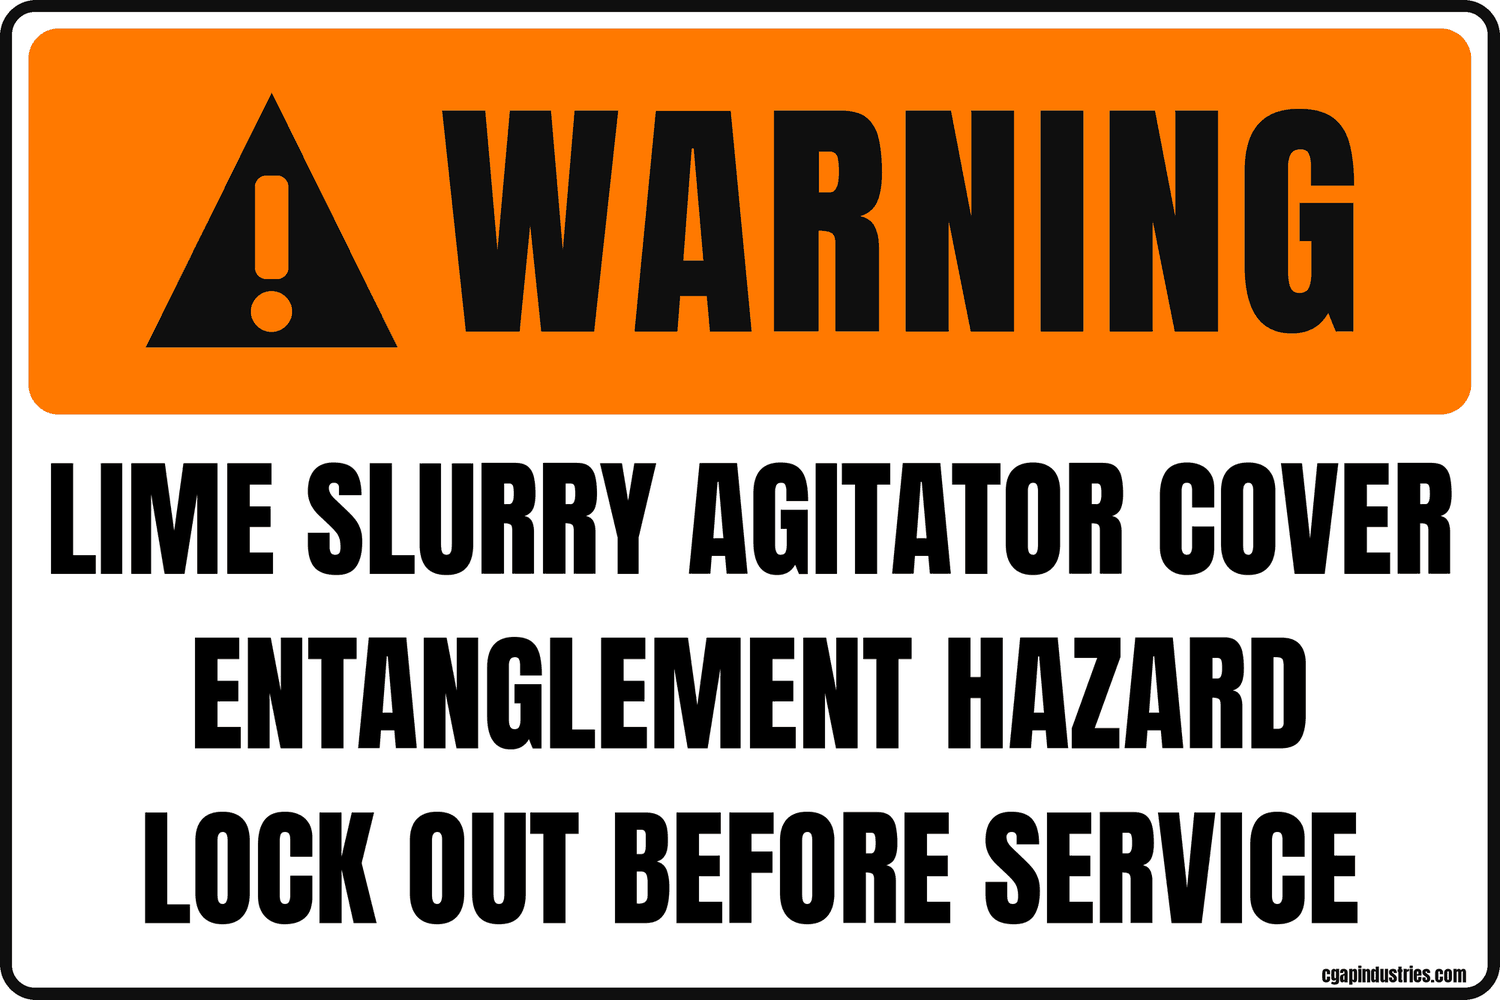 WARNING
LIME SLURRY AGITATOR COVER
ENTANGLEMENT HAZARD
LOCK OUT BEFORE SERVICE
cgapindustries.com